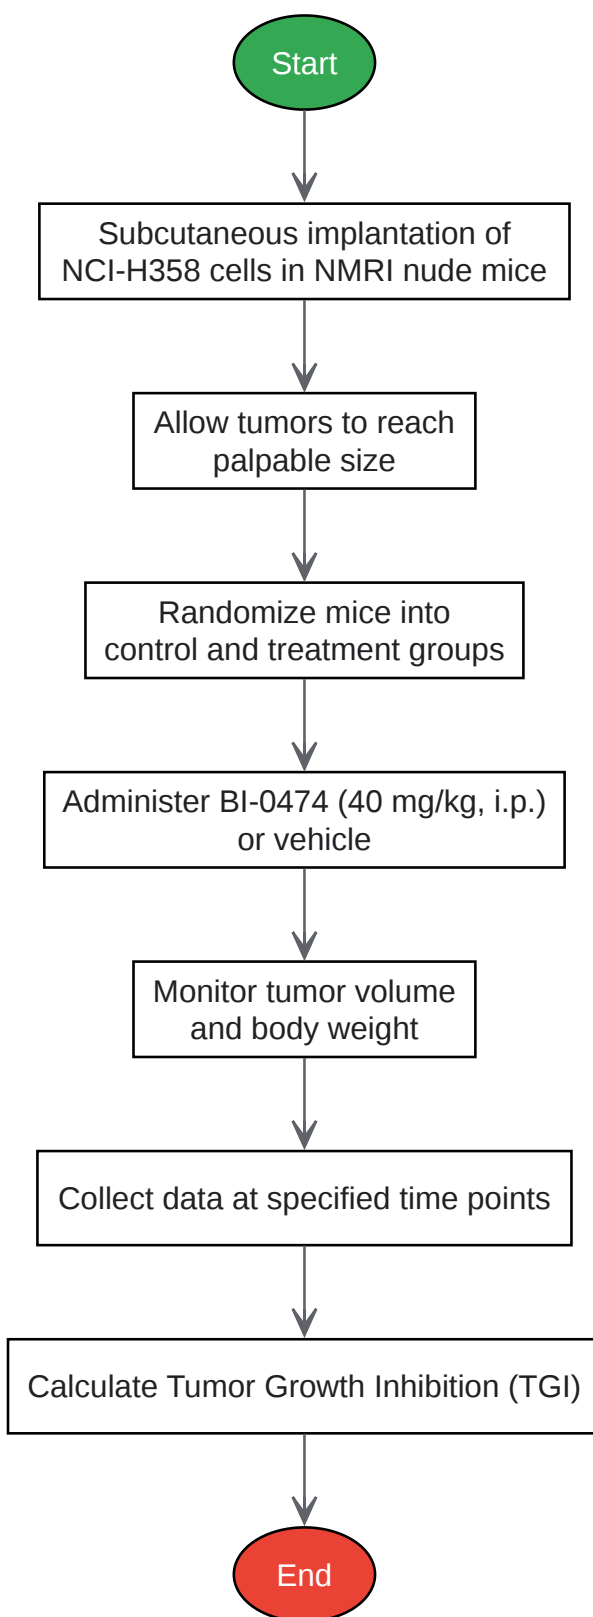 Start
Subcutaneous implantation of
NCI-H358 cells in NMRI nude mice
Allow tumors to reach
palpable size
Randomize mice into
control and treatment groups
Administer BI-0474 (40 mg/kg, i.p.)
or vehicle
Monitor tumor volume
and body weight
Collect data at specified time points
Calculate Tumor Growth Inhibition (TGI)
End